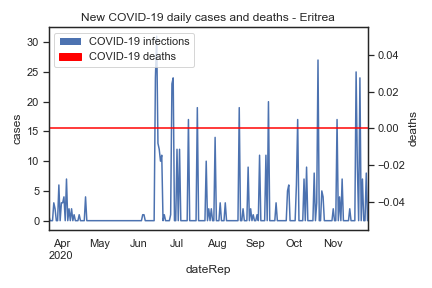 New COVID-19 daily cases and deaths - Eritrea
COVID-19 infections
COVID-19 deaths
30
25
20
15
10
5
0
cases
0.04
0.02
0.00
−0.02
−0.04
deaths
Apr May Jun Jul Aug Sep Oct Nov
2020
dateRep